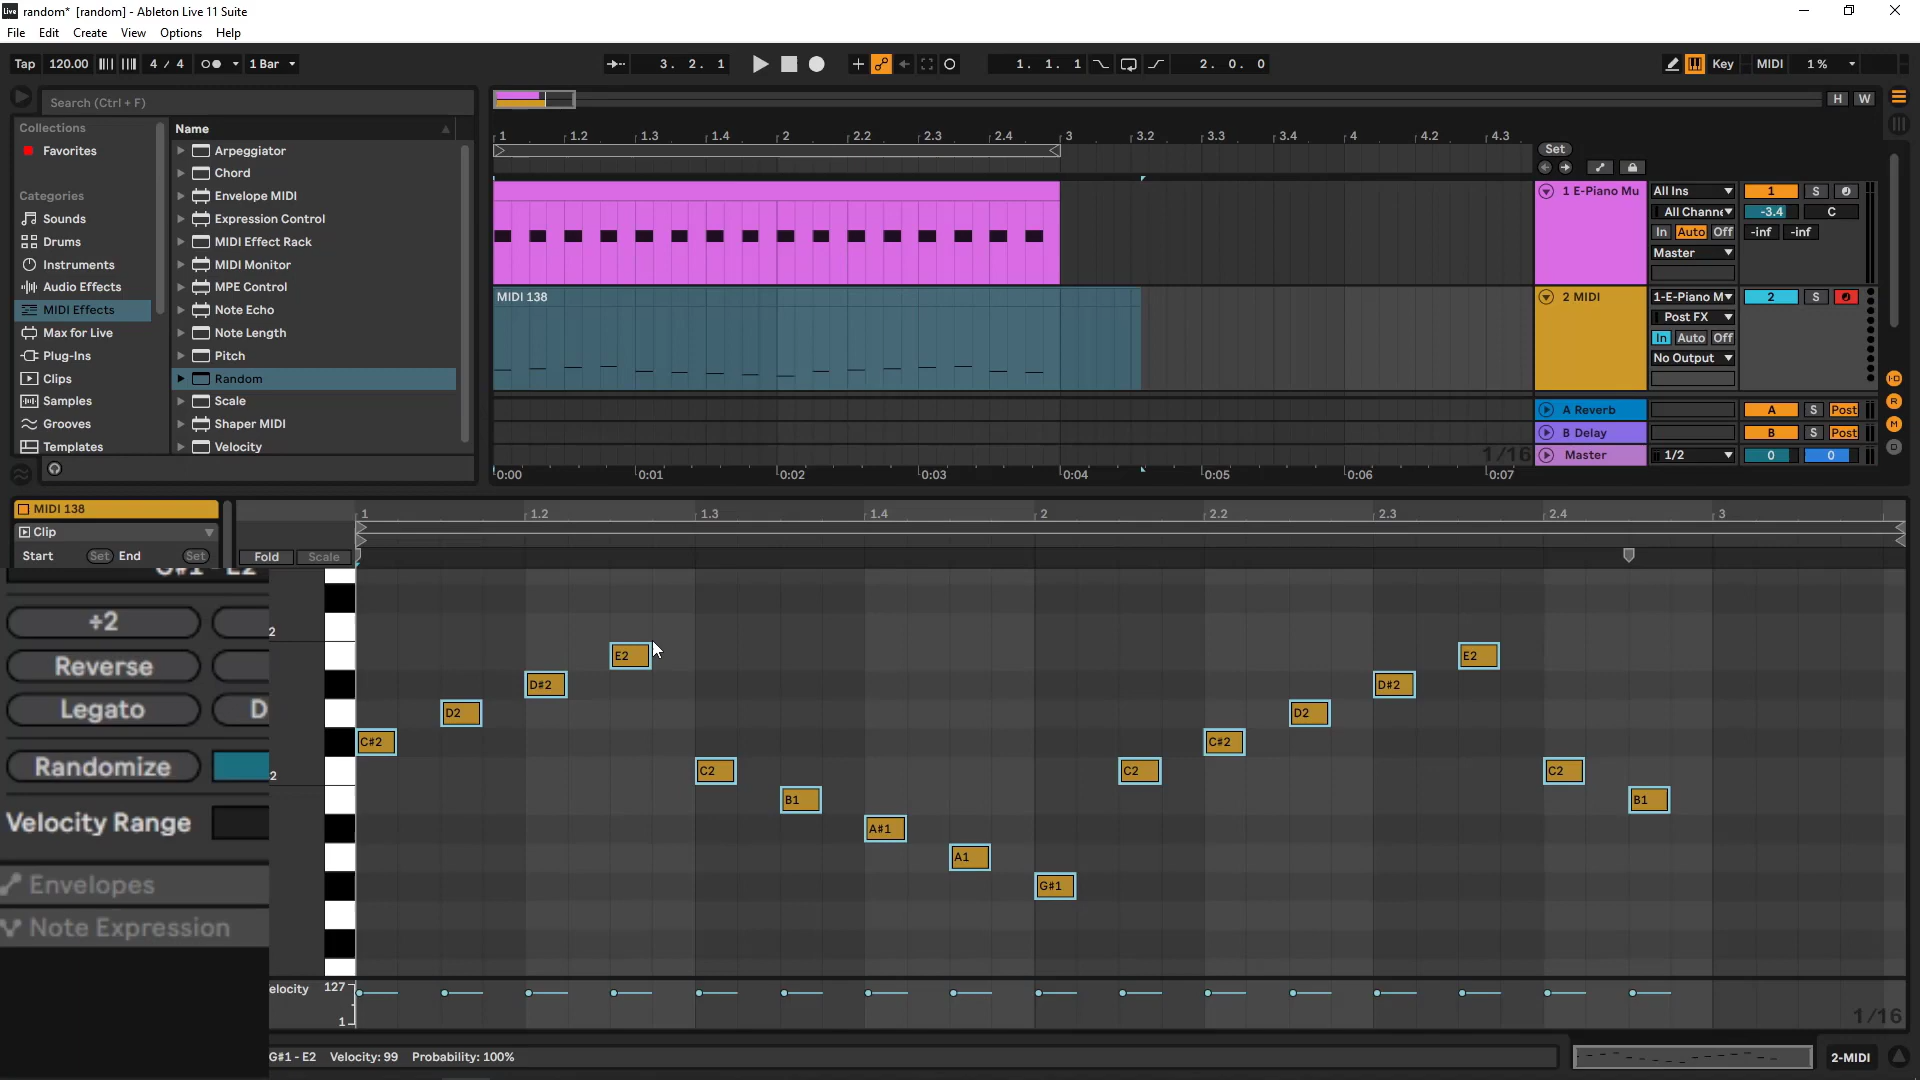 random*  [random] - Ableton Live 11 Suite
File Edit Create View Options Help
Tap 120.00 4 / 4 1 Bar 3. 2. 1 1. 1. 1 2. 0. 0 Key MIDI 1 %
Search (Ctrl + F)
Collections
Favorites
Categories
Sounds
Drums
Instruments
Audio Effects
MIDI Effects
Max for Live
Plug-Ins
Clips
Samples
Grooves
Templates
Name
Arpeggiator
Chord
Envelope MIDI
Expression Control
MIDI Effect Rack
MIDI Monitor
MPE Control
Note Echo
Note Length
Pitch
Random
Scale
Shaper MIDI
Velocity
H W
1 1.2 1.3 1.4 2 2.2 2.3 2.4 3 3.2 3.3 3.4 4 4.2 4.3
Set
MIDI 138
1/16
0:00 0:01 0:02 0:03 0:04 0:05 0:06 0:07
1 E-Piano Mu All Ins 1 S
All Channe -3.4 C
In Auto Off -inf -inf
Master
2 MIDI 1-E-Piano M 2 S
Post FX
In Auto Off
No Output
A Reverb A S Post
B Delay B S Post
Master 1/2 0 0
I·O
R
M
D
MIDI 138
Clip
Start Set End Set
Fold Scale
1 1.2 1.3 1.4 2 2.2 2.3 2.4 3
G#1 - E2
+2
Reverse
Legato D
Randomize
Velocity Range
Envelopes
Note Expression
2
2
E2 E2
D#2 D#2
D2 D2
C#2 C#2
C2 C2 C2
B1 B1
A#1
A1
G#1
elocity 127
1
1/16
G#1 - E2 Velocity: 99 Probability: 100%
2-MIDI